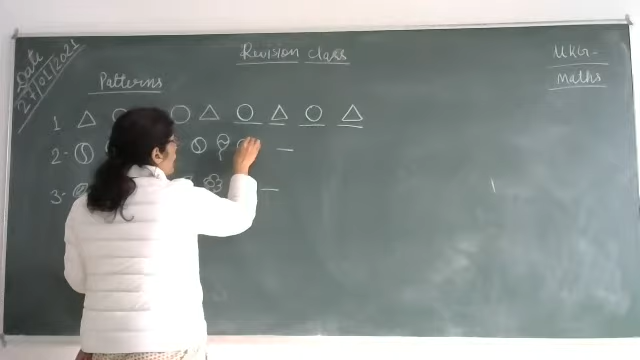 Date
27/01/2021
Revision Class
UKG-
Maths
Patterns
1
2-
3-